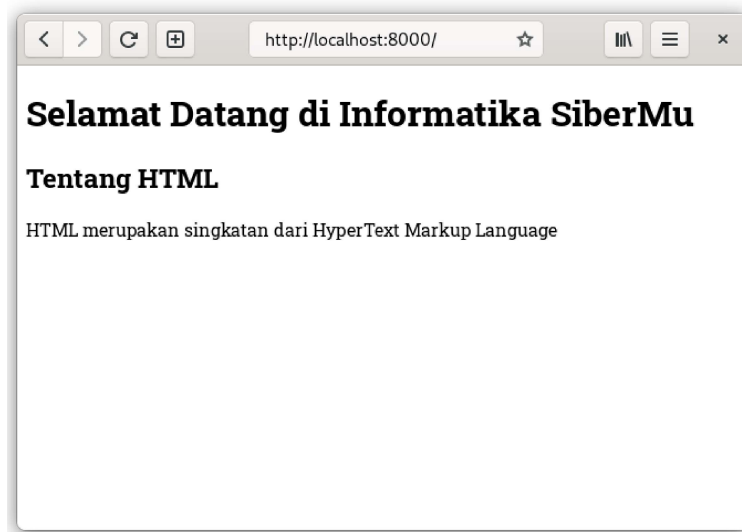 http://localhost:8000/
Selamat Datang di Informatika SiberMu
Tentang HTML
HTML merupakan singkatan dari HyperText Markup Language